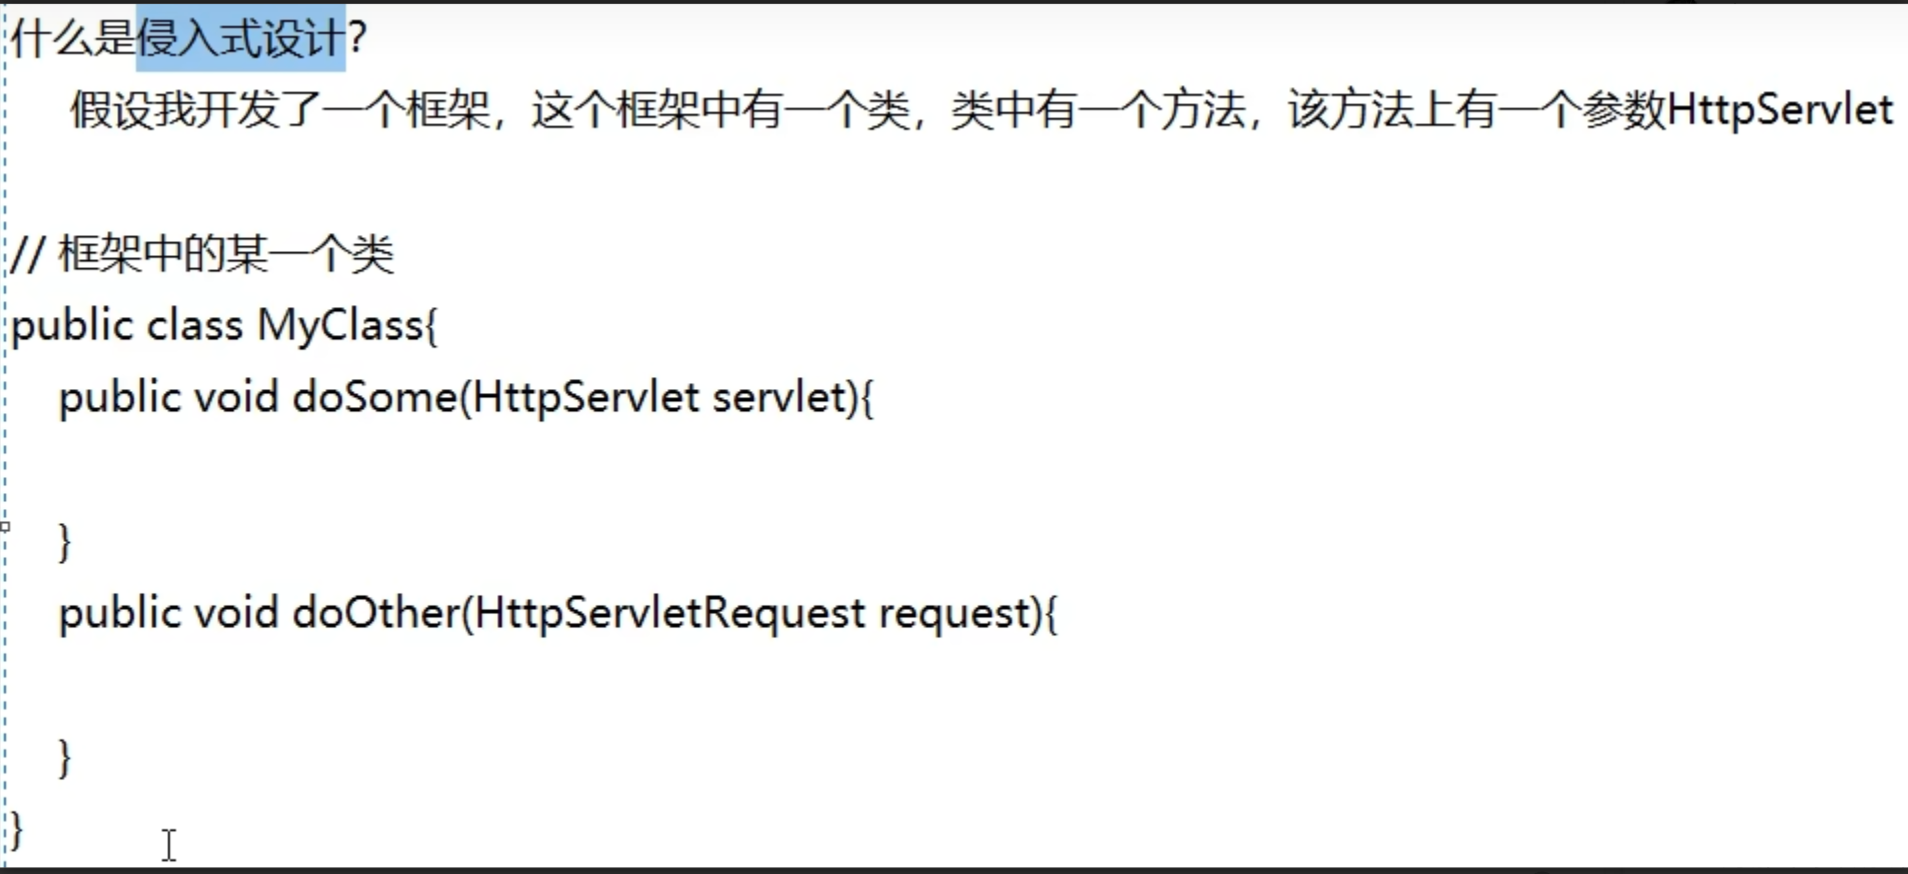 什么是侵入式设计?
假设我开发了一个框架，这个框架中有一个类，类中有一个方法，该方法上有一个参数HttpServlet
// 框架中的某一个类
public class MyClass{
public void doSome(HttpServlet servlet){
}
public void doOther(HttpServletRequest request){
}
}